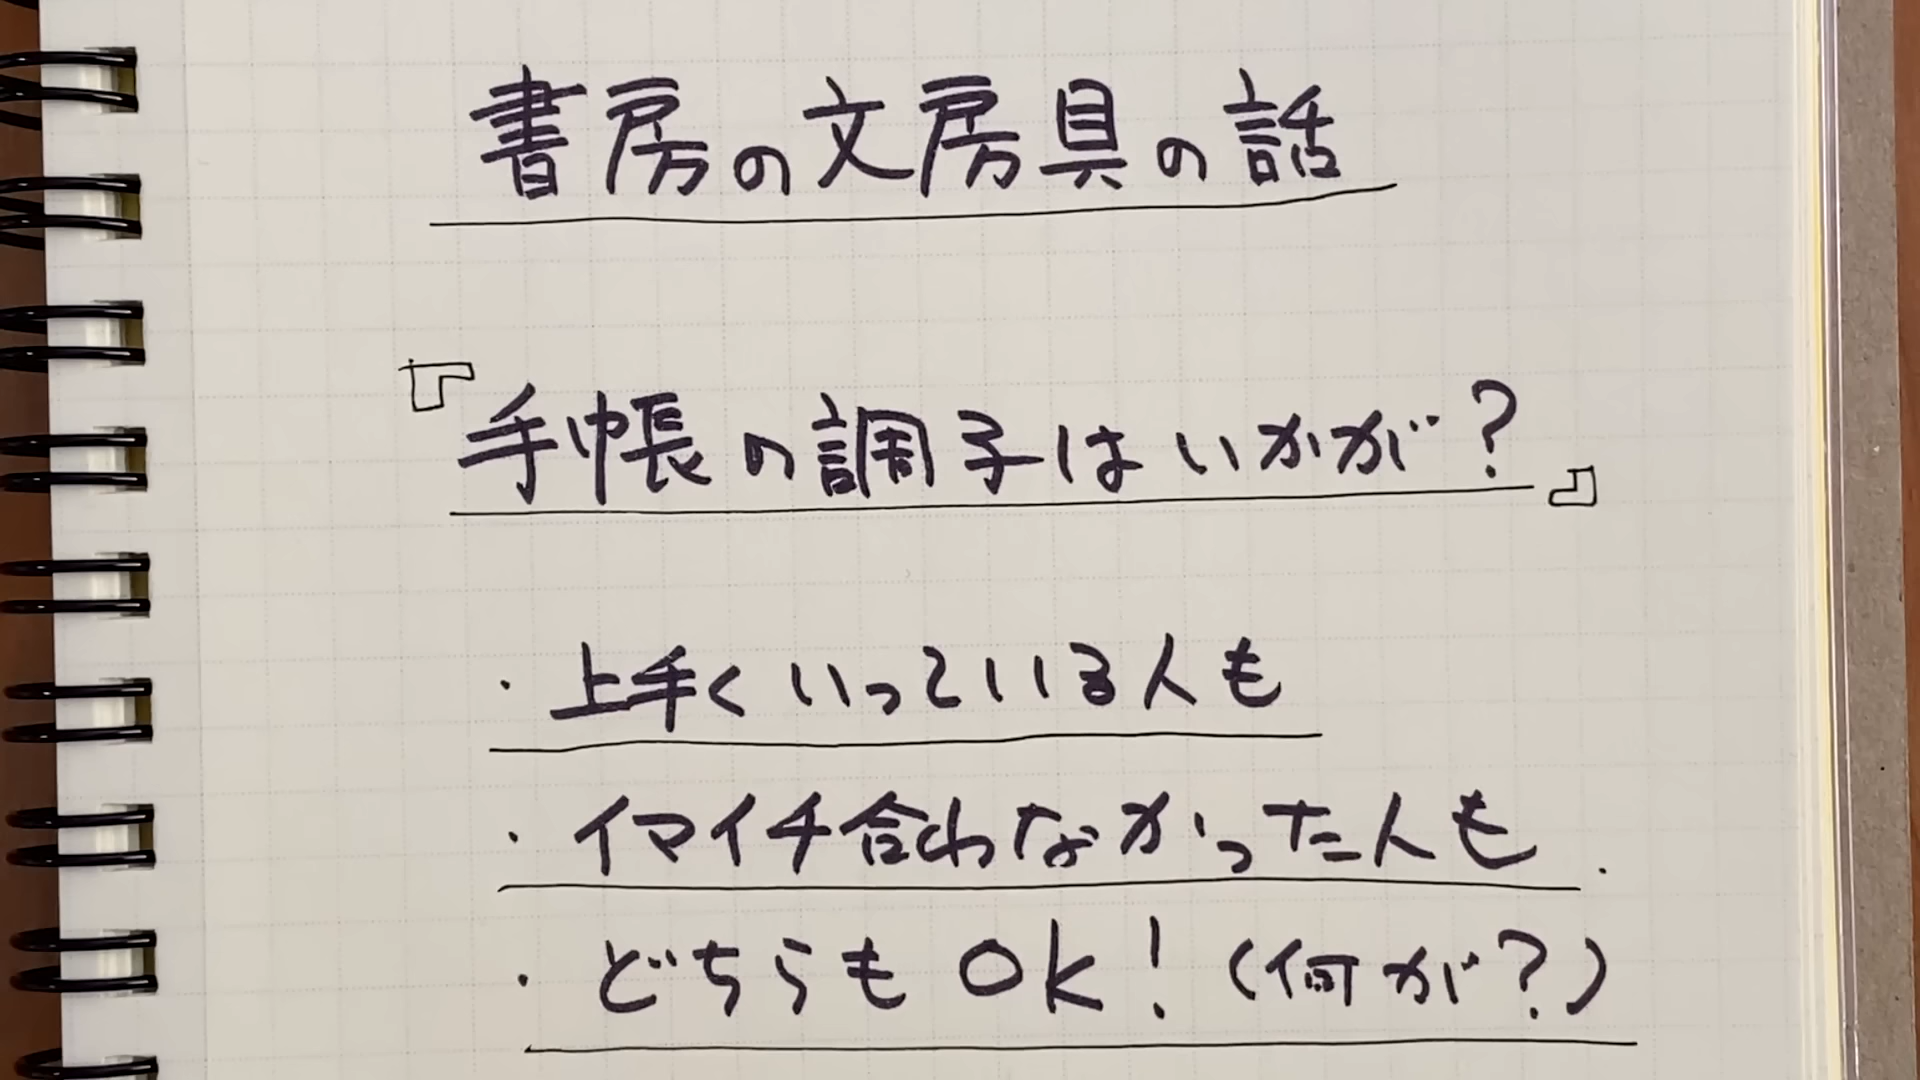 書房の文房具の話
『手帳の調子はいかが?』
・上手くいっている人も
・イマイチ合わなかった人も
・どちらもOK!(何が?)